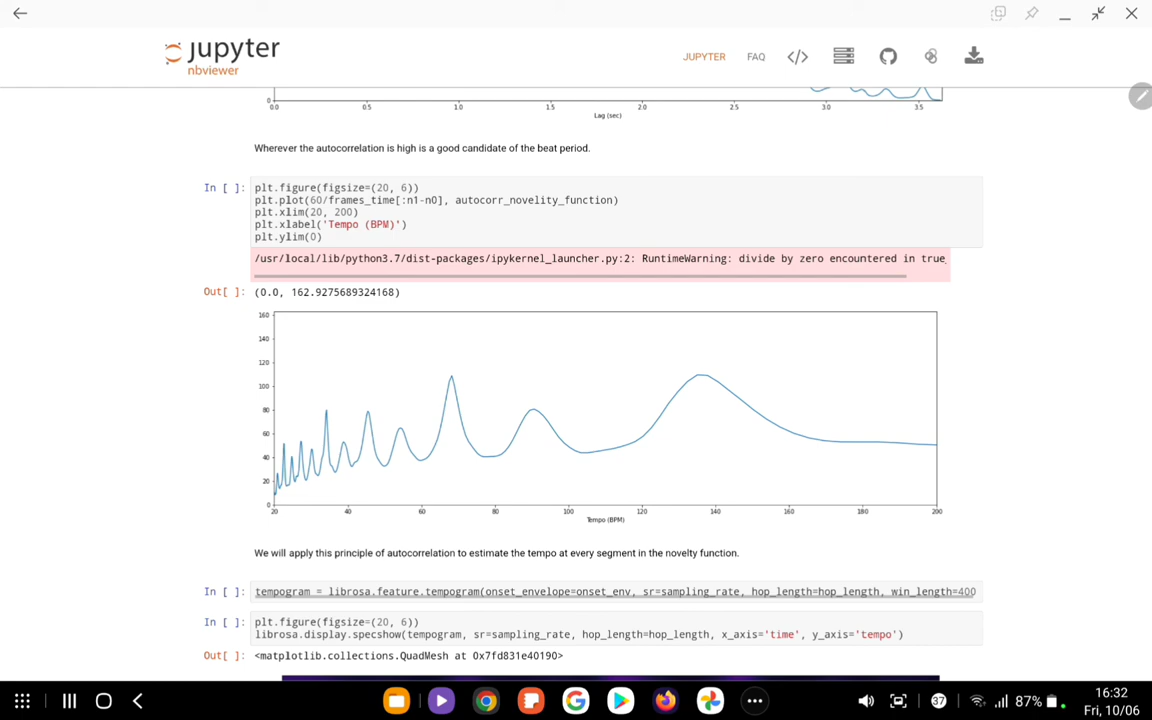 jupyter
nbviewer
JUPYTER FAQ </>
0
0.0 0.5 1.0 1.5 2.0 2.5 3.0 3.5
Lag (sec)
Wherever the autocorrelation is high is a good candidate of the beat period.
In [ ]: plt.figure(figsize=(20, 6))
plt.plot(60/frames_time[:n1-n0], autocorr_novelity_function)
plt.xlim(20, 200)
plt.xlabel('Tempo (BPM)')
plt.ylim(0)
/usr/local/lib/python3.7/dist-packages/ipykernel_launcher.py:2: RuntimeWarning: divide by zero encountered in true_
Out[ ]: (0.0, 162.9275689324168)
160
140
120
100
80
60
40
20
0
20 40 60 80 100 120 140 160 180 200
Tempo (BPM)
We will apply this principle of autocorrelation to estimate the tempo at every segment in the novelty function.
In [ ]: tempogram = librosa.feature.tempogram(onset_envelope=onset_env, sr=sampling_rate, hop_length=hop_length, win_length=400
In [ ]: plt.figure(figsize=(20, 6))
librosa.display.specshow(tempogram, sr=sampling_rate, hop_length=hop_length, x_axis='time', y_axis='tempo')
Out[ ]: <matplotlib.collections.QuadMesh at 0x7fd831e40190>
37 87% 16:32
Fri, 10/06